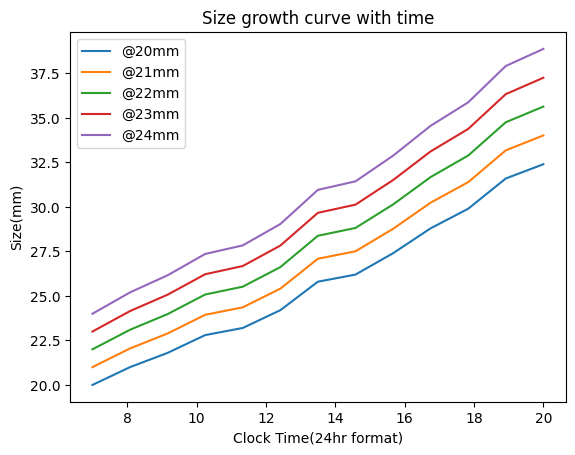 Size growth curve with time
@20mm
@21mm
@22mm
@23mm
@24mm
Size(mm)
37.5
35.0
32.5
30.0
27.5
25.0
22.5
20.0
8 10 12 14 16 18 20
Clock Time(24hr format)